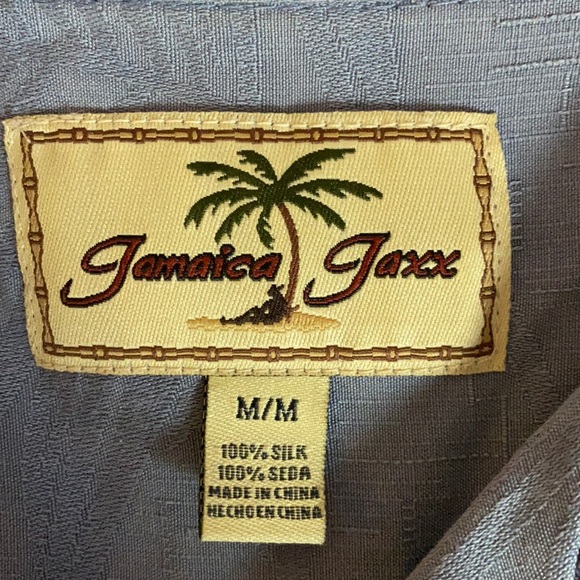 Jamaica Jaxx
M/M
100% SILK
100% SEDA
MADE IN CHINA
HECHO EN CHINA